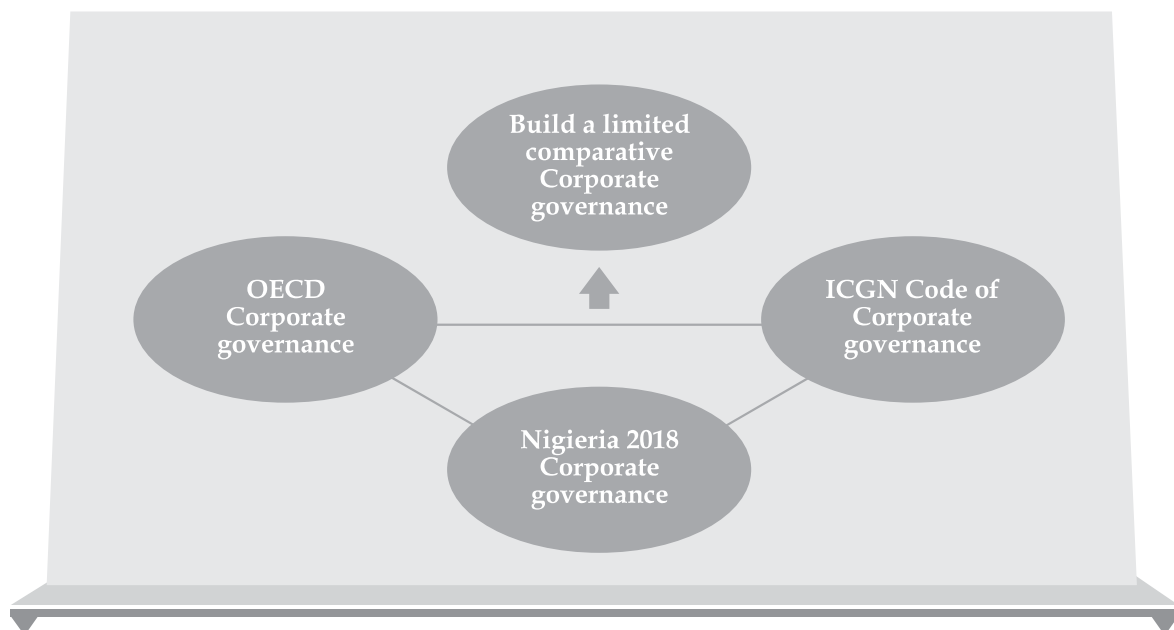 Build a limited
comparative
Corporate
governance
OECD
Corporate
governance
ICGN Code of
Corporate
governance
Nigieria 2018
Corporate
governance